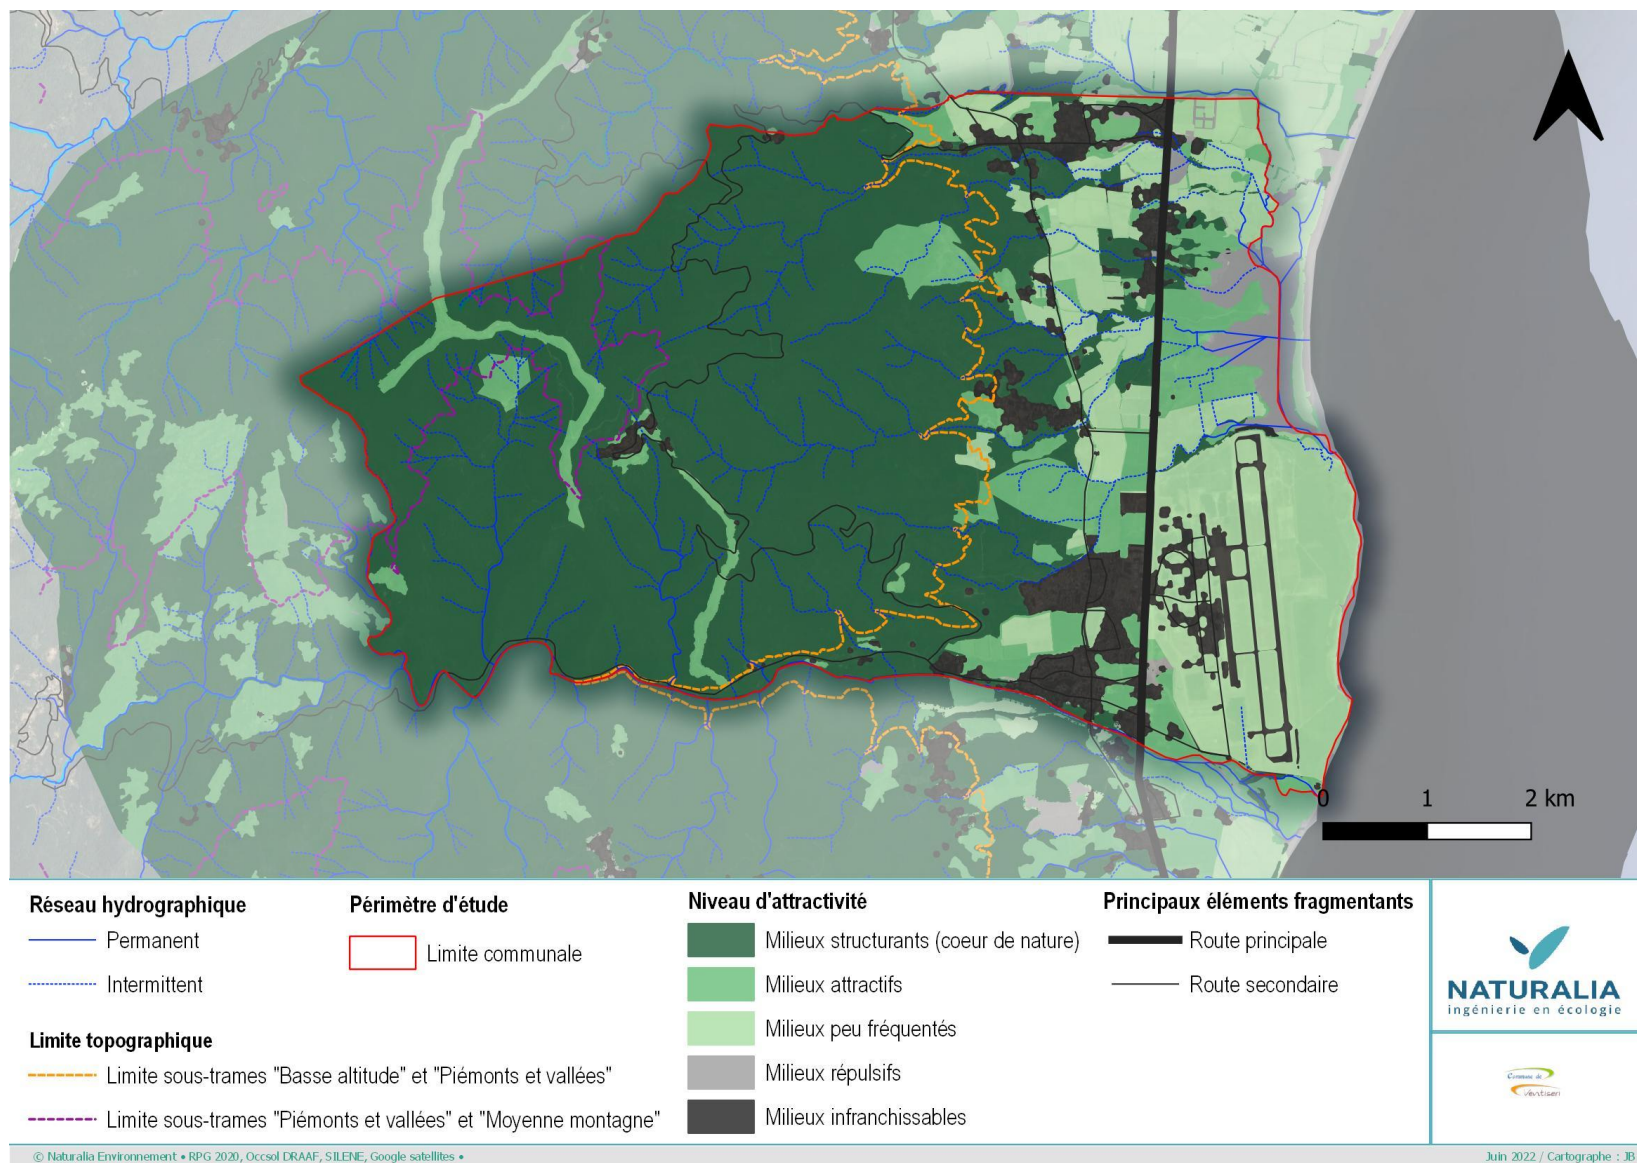 0 1 2 km
Réseau hydrographique
Permanent
Intermittent
Limite topographique
Limite sous-trames "Basse altitude" et "Piémonts et vallées"
Limite sous-trames "Piémonts et vallées" et "Moyenne montagne"
Périmètre d'étude
Limite communale
Niveau d'attractivité
Milieux structurants (coeur de nature)
Milieux attractifs
Milieux peu fréquentés
Milieux répulsifs
Milieux infranchissables
Principaux éléments fragmentants
Route principale
Route secondaire
NATURALIA
ingénierie en écologie
Commune de
Ventiseri
© Naturalia Environnement • RPG 2020, Occsol DRAAF, SILENE, Google satellites •
Juin 2022 / Cartographe : JB